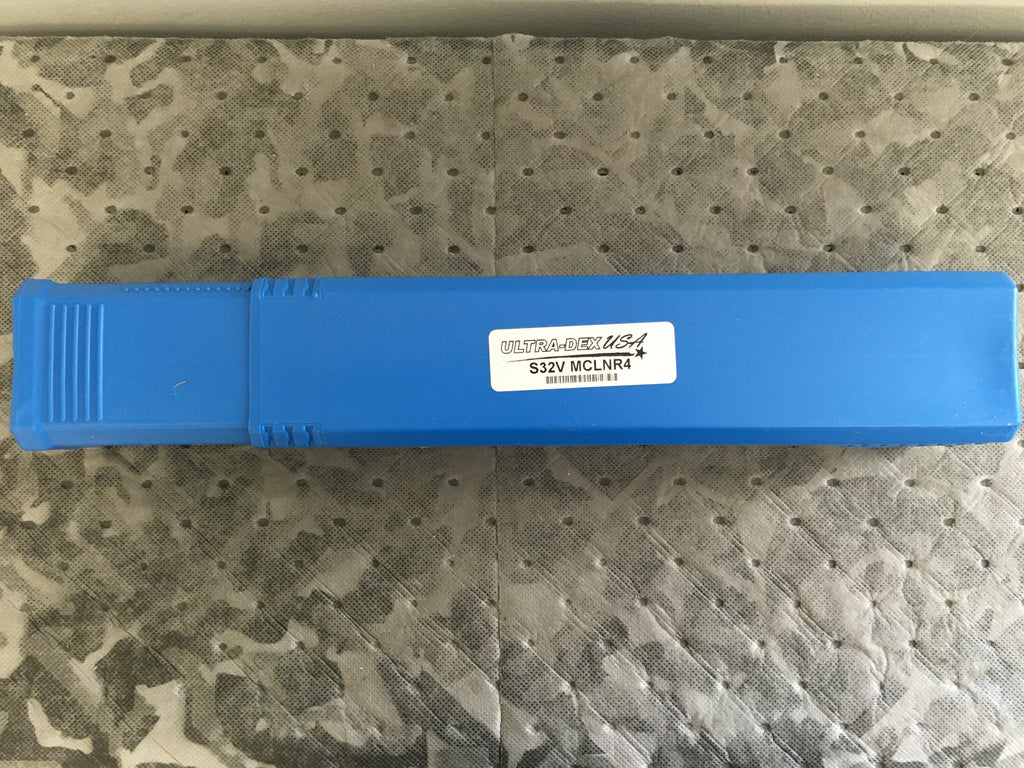 ULTRA-DEX USA
S32V MCLNR4